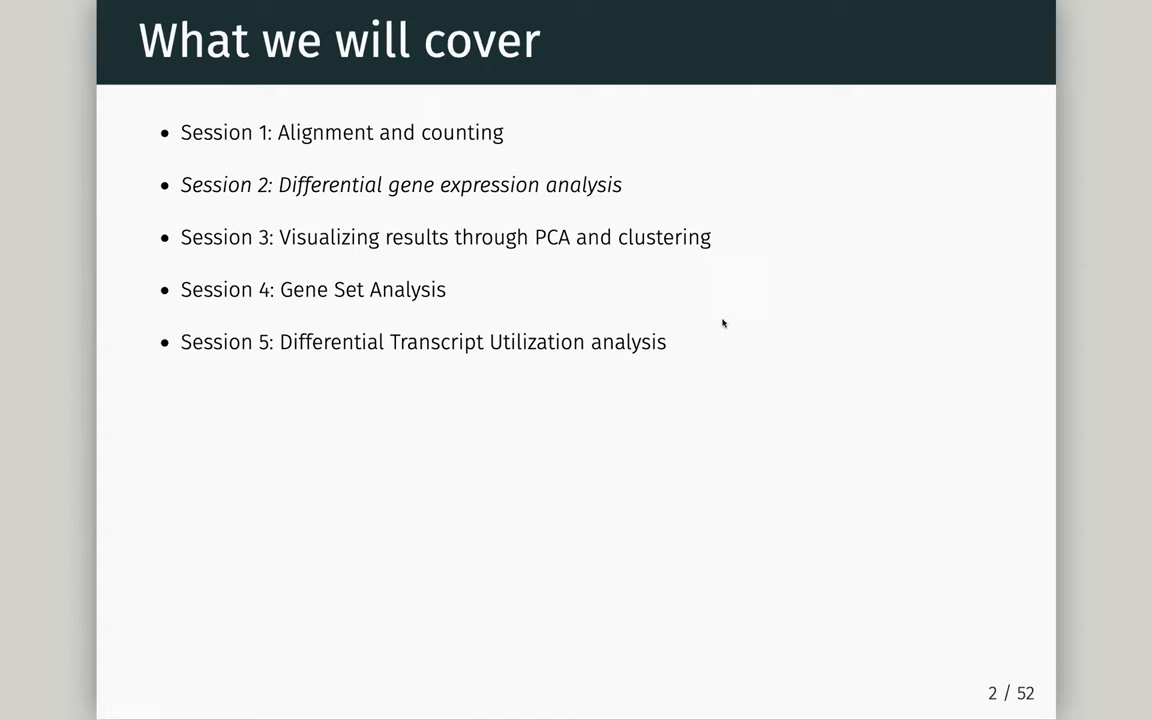 What we will cover
Session 1: Alignment and counting
Session 2: Differential gene expression analysis
Session 3: Visualizing results through PCA and clustering
Session 4: Gene Set Analysis
Session 5: Differential Transcript Utilization analysis
2 / 52